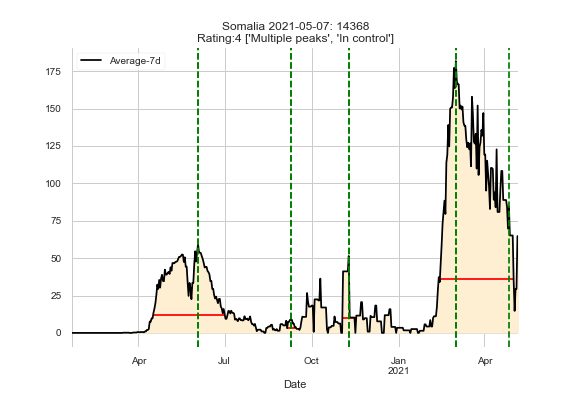 Somalia 2021-05-07: 14368
Rating:4 ['Multiple peaks', 'In control']
Average-7d
175
150
125
100
75
50
25
0
Apr
Jul
Oct
Jan
2021
Apr
Date